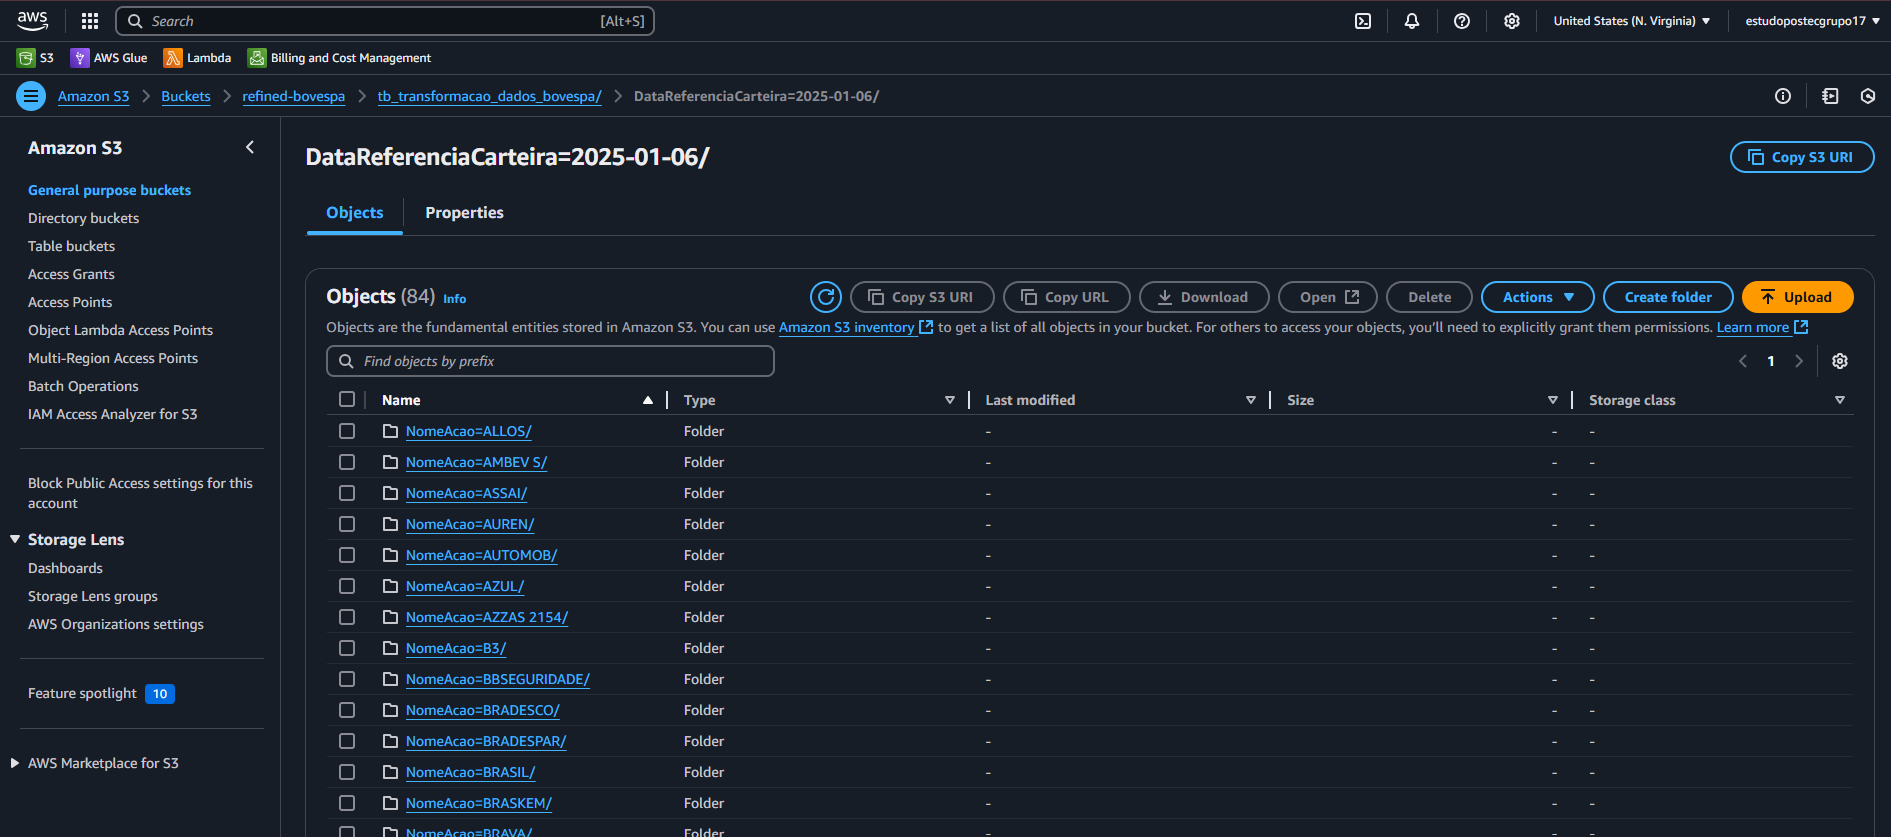 aws Search [Alt+S] United States (N. Virginia) estudopostecgrupo17
S3 AWS Glue Lambda Billing and Cost Management
Amazon S3 Buckets refined-bovespa tb_transformacao_dados_bovespa/ DataReferenciaCarteira=2025-01-06/
Amazon S3
General purpose buckets
Directory buckets
Table buckets
Access Grants
Access Points
Object Lambda Access Points
Multi-Region Access Points
Batch Operations
IAM Access Analyzer for S3
Block Public Access settings for this
account
Storage Lens
Dashboards
Storage Lens groups
AWS Organizations settings
Feature spotlight 10
AWS Marketplace for S3
DataReferenciaCarteira=2025-01-06/ Copy S3 URI
Objects Properties
Objects (84) Info Copy S3 URI Copy URL Download Open Delete Actions Create folder Upload
Objects are the fundamental entities stored in Amazon S3. You can use Amazon S3 inventory to get a list of all objects in your bucket. For others to access your objects, you'll need to explicitly grant them permissions. Learn more
Find objects by prefix 1
Name Type Last modified Size Storage class
NomeAcao=ALLOS/ Folder - - -
NomeAcao=AMBEV S/ Folder - - -
NomeAcao=ASSAI/ Folder - - -
NomeAcao=AUREN/ Folder - - -
NomeAcao=AUTOMOB/ Folder - - -
NomeAcao=AZUL/ Folder - - -
NomeAcao=AZZAS 2154/ Folder - - -
NomeAcao=B3/ Folder - - -
NomeAcao=BBSEGURIDADE/ Folder - - -
NomeAcao=BRADESCO/ Folder - - -
NomeAcao=BRADESPAR/ Folder - - -
NomeAcao=BRASIL/ Folder - - -
NomeAcao=BRASKEM/ Folder - - -
NomeAcao=BRAVA/ Folder - - -